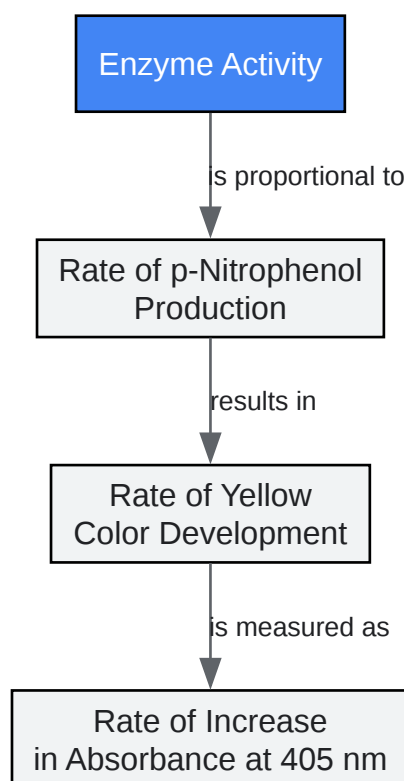 Enzyme Activity
is proportional to
Rate of p-Nitrophenol
Production
results in
Rate of Yellow
Color Development
is measured as
Rate of Increase
in Absorbance at 405 nm